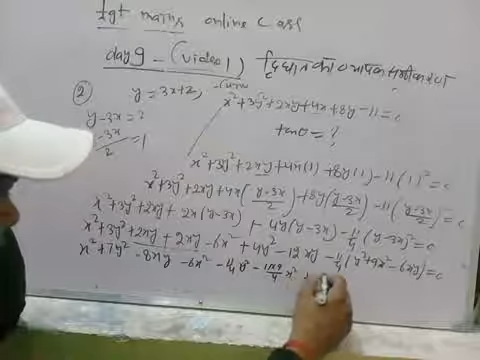 tgt maths online class
day 9 - (video 1) द्विघात का व्यापक समीकरण
② y = 3x+2, x²+3y²+2xy+4x+8y-11=0
y-3x=2 tanθ = ?
y-3x/2 = 1
x²+3y²+2xy+4x(1)+8y(1)-11(1)²=0
x²+3y²+2xy+4x(y-3x/2)+8y(y-3x/2)-11(y-3x/2)²=0
x²+3y²+2xy+2x(y-3x)+4y(y-3x)-11/4(y-3x)²=0
x²+3y²+2xy+2xy-6x²+4y²-12xy-11/4(y²+9x²-6xy)=0
x²+7y²-8xy-6x²-11/4y²-11x9/4x²